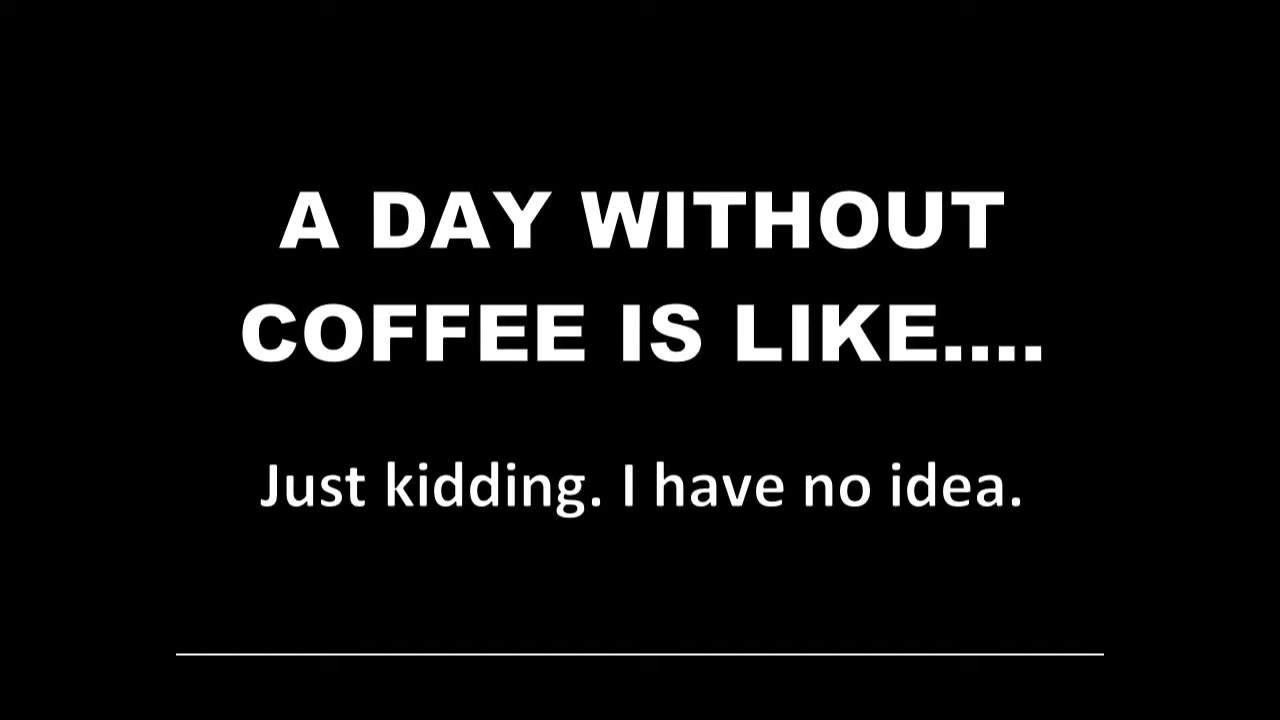 A DAY WITHOUT
COFFEE IS LIKE....
Just kidding. I have no idea.